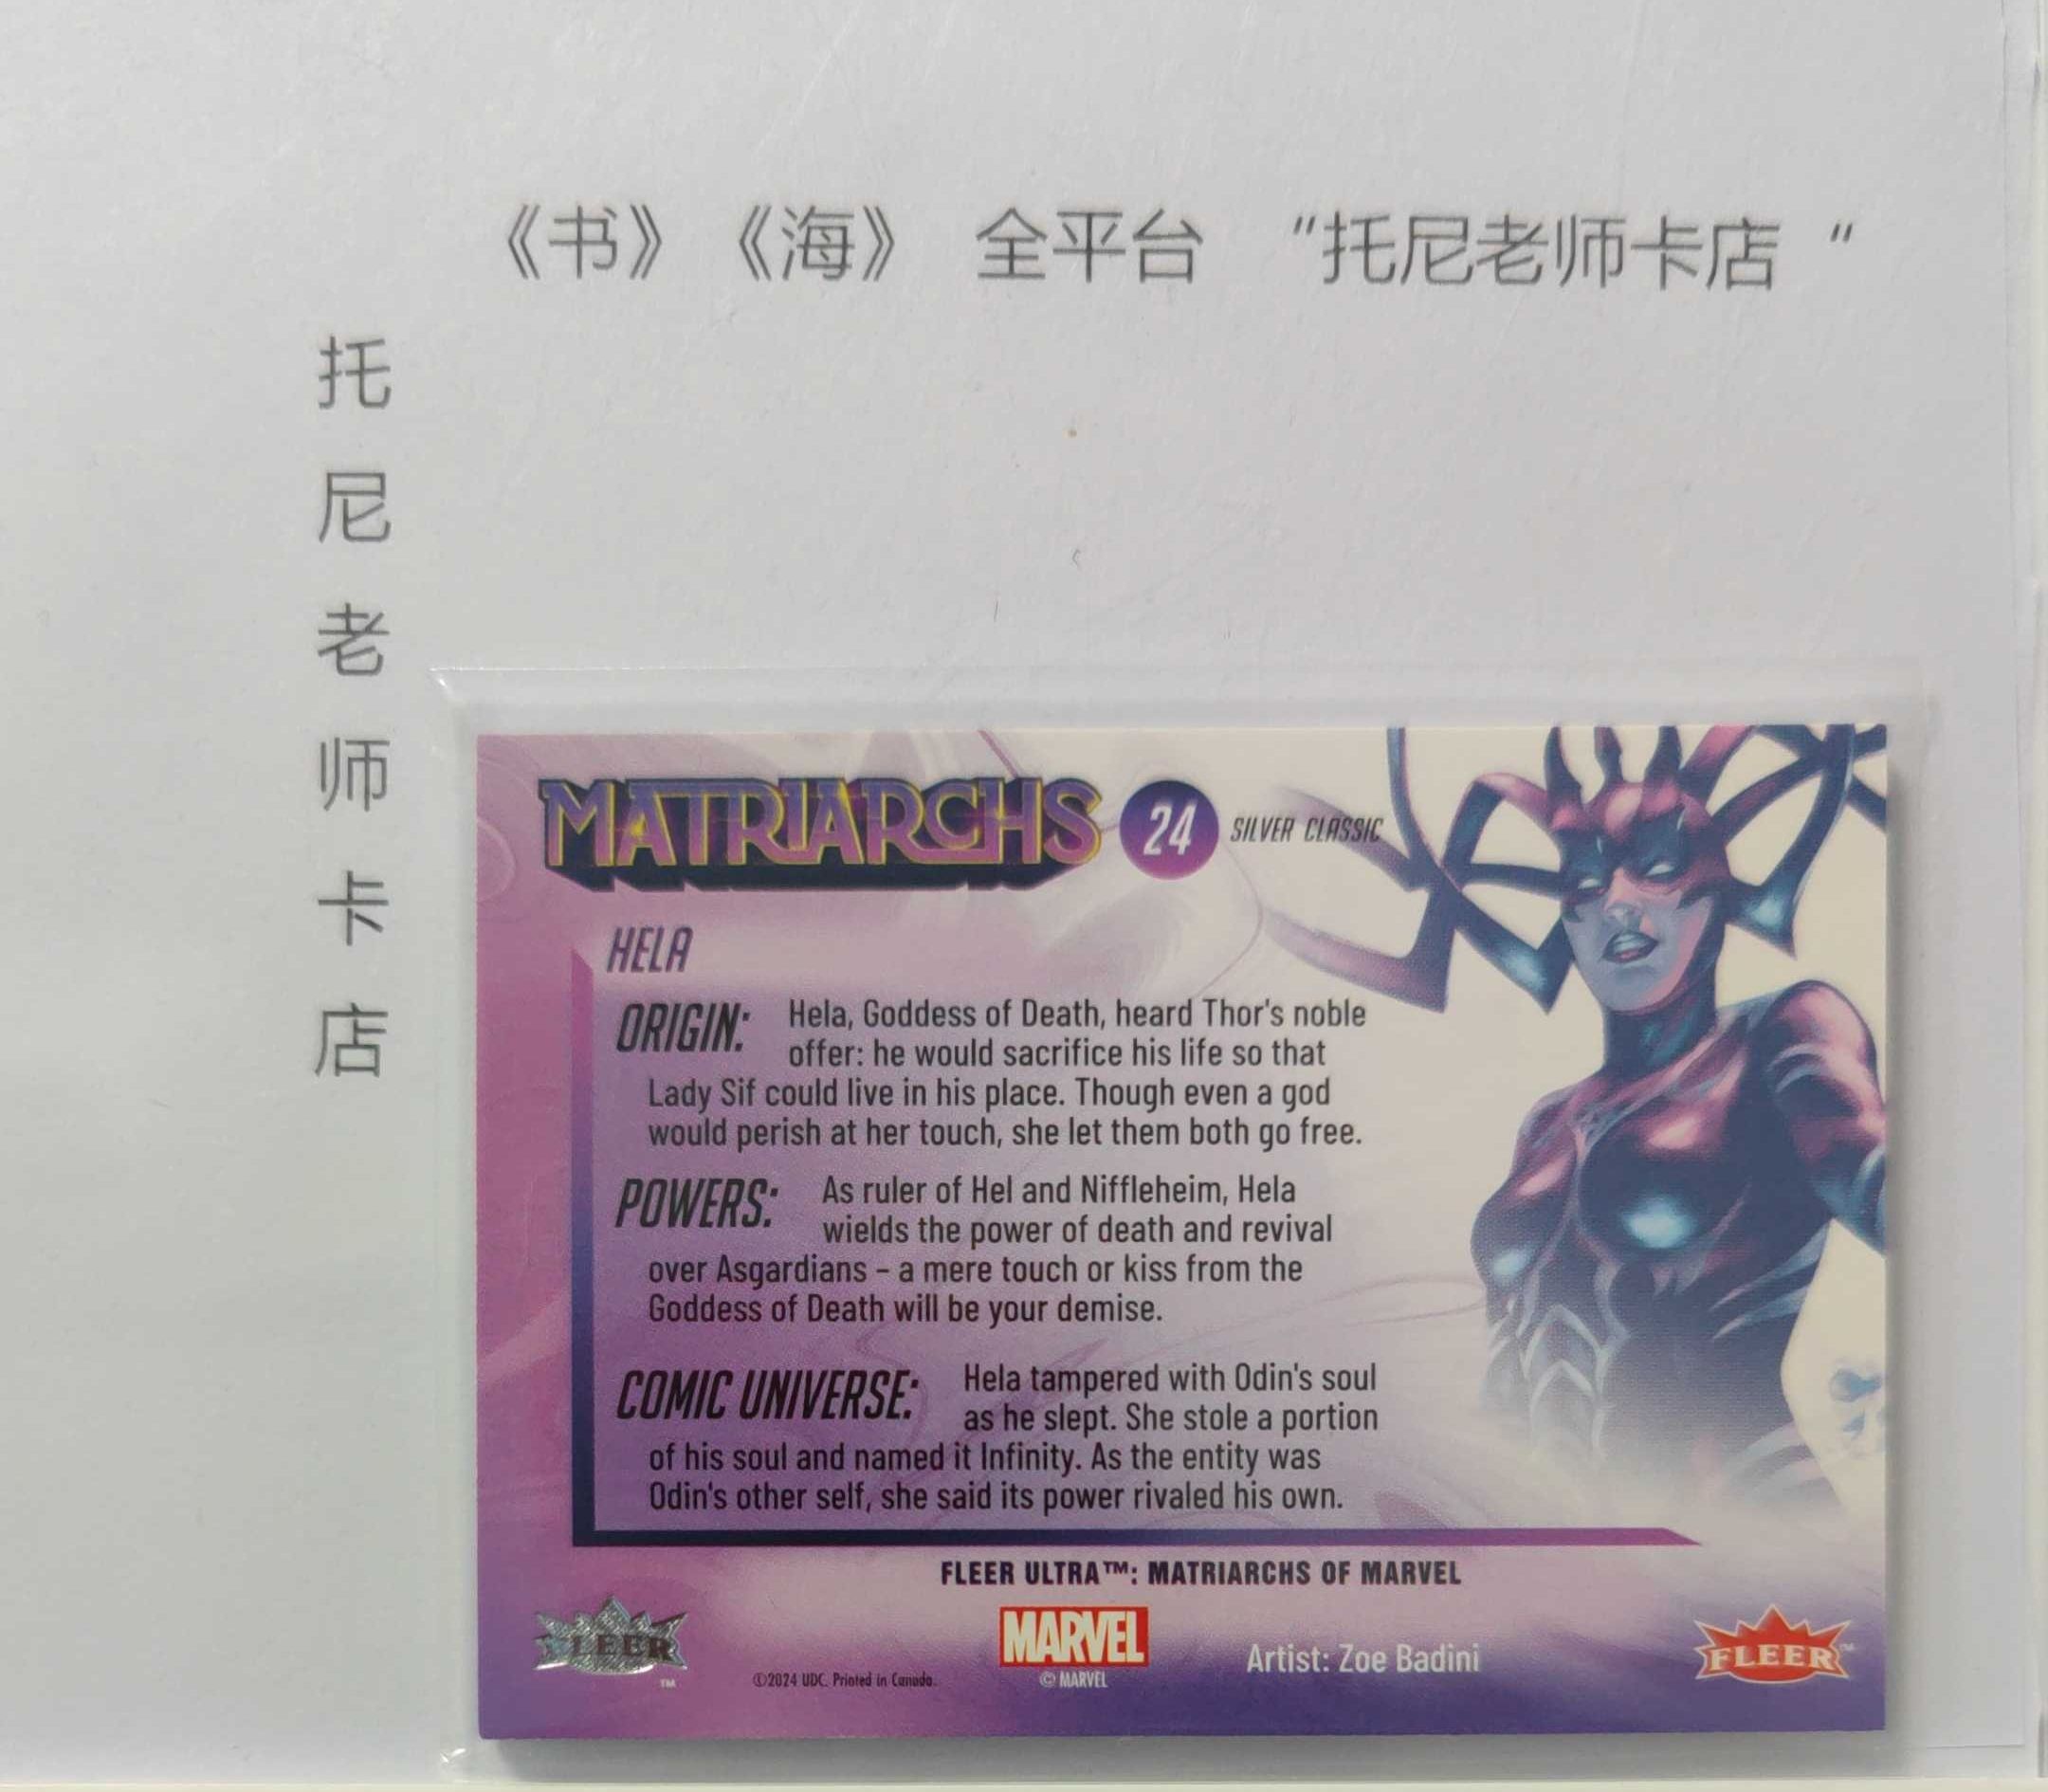 《书》《海》 全平台 “托尼老师卡店“
托
尼
老
师
卡
店
MATRIARCHS 24 SILVER CLASSIC
HELA
ORIGIN: Hela, Goddess of Death, heard Thor's noble
offer: he would sacrifice his life so that
Lady Sif could live in his place. Though even a god
would perish at her touch, she let them both go free.
POWERS: As ruler of Hel and Niffleheim, Hela
wields the power of death and revival
over Asgardians – a mere touch or kiss from the
Goddess of Death will be your demise.
COMIC UNIVERSE: Hela tampered with Odin's soul
as he slept. She stole a portion
of his soul and named it Infinity. As the entity was
Odin's other self, she said its power rivaled his own.
FLEER ULTRA™: MATRIARCHS OF MARVEL
FLEER™
©2024 UDC. Printed in Canada.
MARVEL
© MARVEL
Artist: Zoe Badini
FLEER™